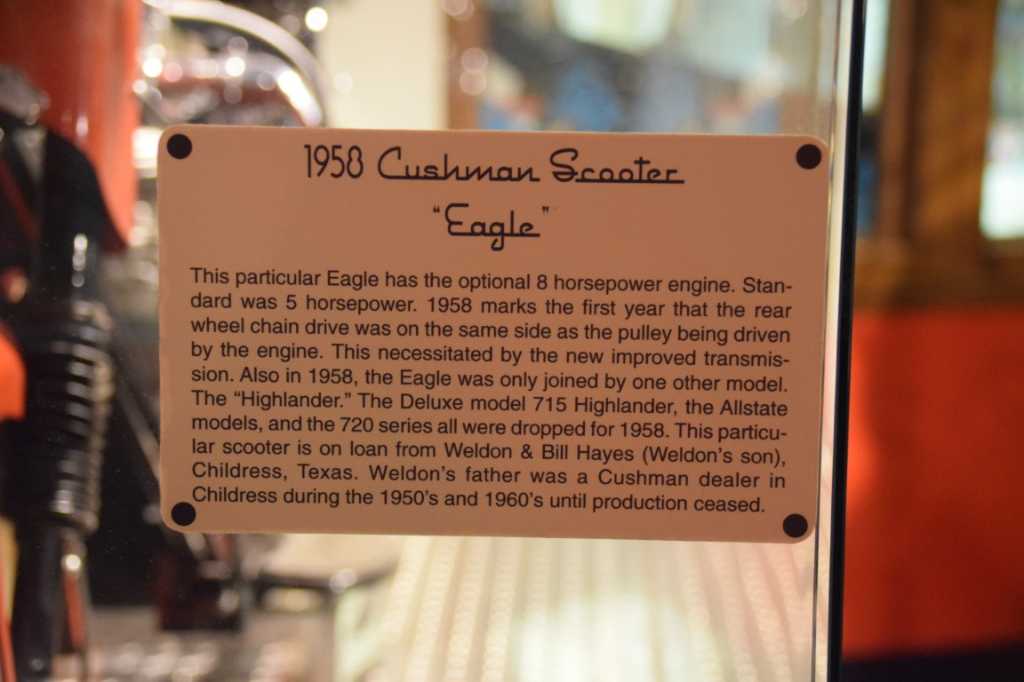 1958 Cushman Scooter
"Eagle"
This particular Eagle has the optional 8 horsepower engine. Stan-
dard was 5 horsepower. 1958 marks the first year that the rear
wheel chain drive was on the same side as the pulley being driven
by the engine. This necessitated by the new improved transmis-
sion. Also in 1958, the Eagle was only joined by one other model.
The “Highlander.” The Deluxe model 715 Highlander, the Allstate
models, and the 720 series all were dropped for 1958. This particu-
lar scooter is on loan from Weldon & Bill Hayes (Weldon’s son),
Childress, Texas. Weldon’s father was a Cushman dealer in
Childress during the 1950’s and 1960’s until production ceased.